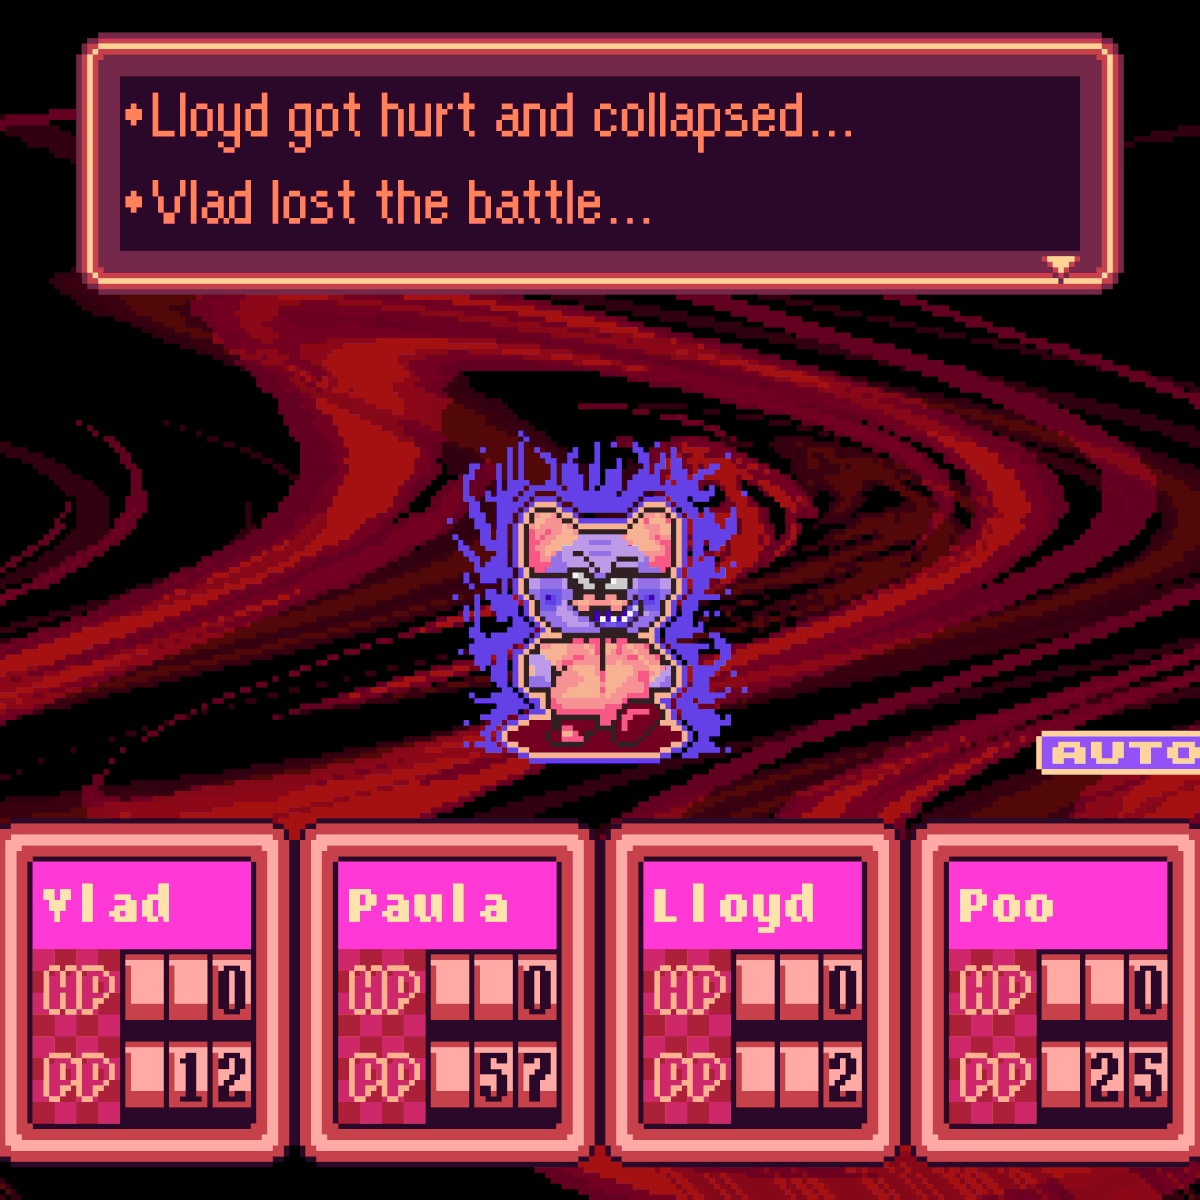 Lloyd got hurt and collapsed...
Vlad lost the battle...
AUTO
Vlad Paula Lloyd Poo
HP 0 HP 0 HP 0 HP 0
PP 12 PP 57 PP 2 PP 25